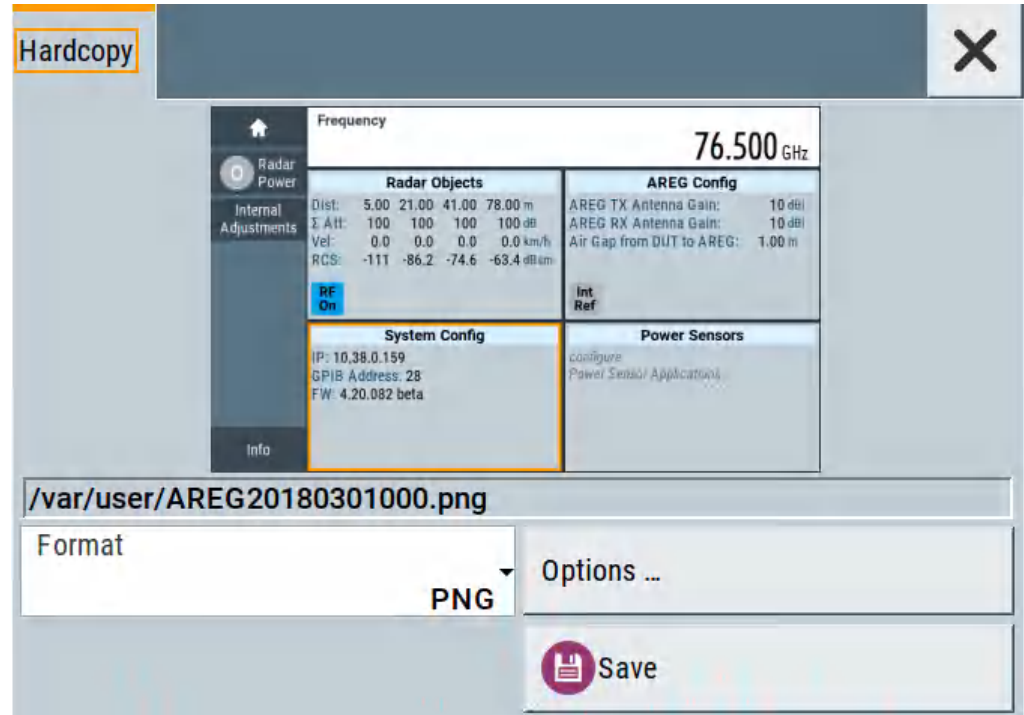 Hardcopy
Frequency
76.500 GHz
Radar
Power
Internal
Adjustments
Info
Radar Objects
Dist: 5.00 21.00 41.00 78.00 m
Σ Att: 100 100 100 100 dB
Vel: 0.0 0.0 0.0 0.0 km/h
RCS: -111 -86.2 -74.6 -63.4 dBsm
RF
On
AREG Config
AREG TX Antenna Gain: 10 dBi
AREG RX Antenna Gain: 10 dBi
Air Gap from DUT to AREG: 1.00 m
Int
Ref
System Config
IP: 10.38.0.159
GPIB Address: 28
FW: 4.20.082 beta
Power Sensors
configure
Power Sensor Applications
/var/user/AREG20180301000.png
Format
PNG
Options ...
Save